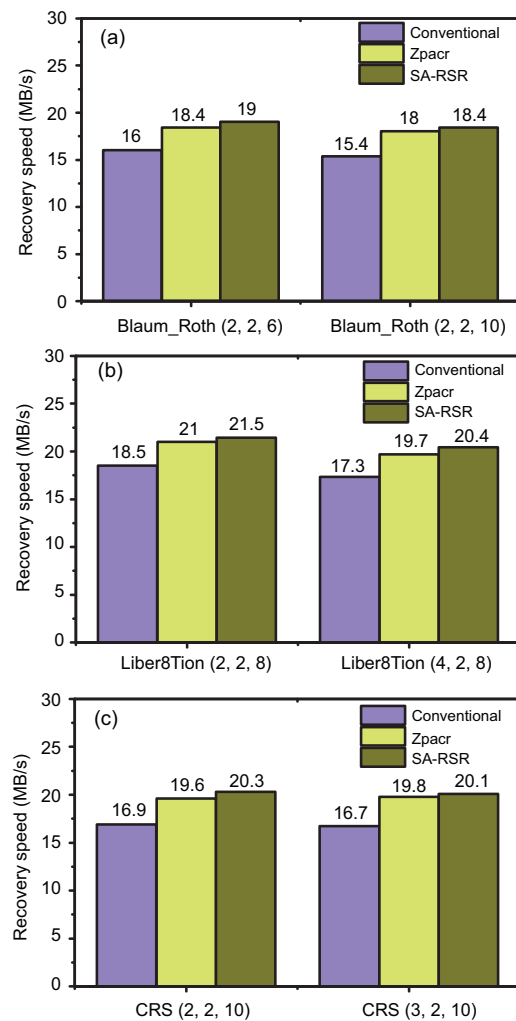 (a)
Conventional
Zpacr
SA-RSR
Recovery speed (MB/s)
30
25
20
15
10
5
0
16
18.4
19
15.4
18
18.4
Blaum_Roth (2, 2, 6)
Blaum_Roth (2, 2, 10)
(b)
Conventional
Zpacr
SA-RSR
Recovery speed (MB/s)
30
25
20
15
10
5
0
18.5
21
21.5
17.3
19.7
20.4
Liber8Tion (2, 2, 8)
Liber8Tion (4, 2, 8)
(c)
Conventional
Zpacr
SA-RSR
Recovery speed (MB/s)
30
25
20
15
10
5
0
16.9
19.6
20.3
16.7
19.8
20.1
CRS (2, 2, 10)
CRS (3, 2, 10)